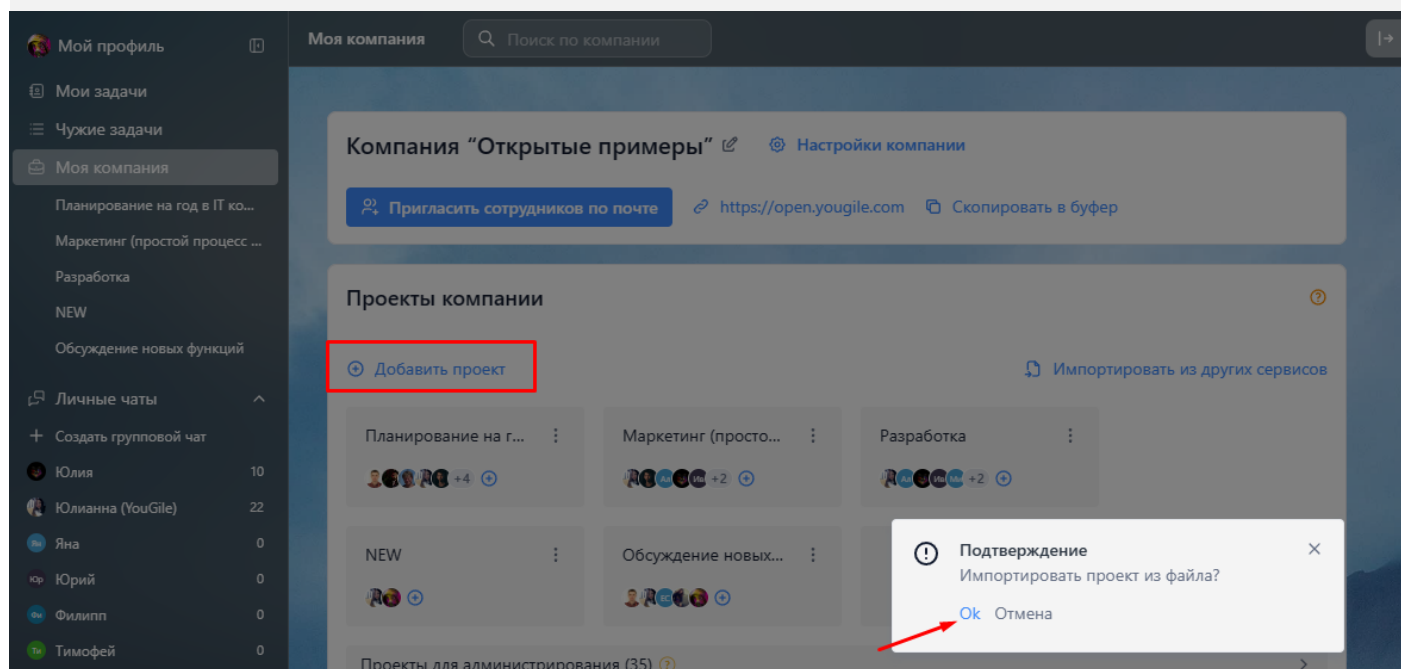 Мой профиль
Моя компания
Поиск по компании
Мои задачи
Чужие задачи
Моя компания
Планирование на год в IT ко...
Маркетинг (простой процесс ...
Разработка
NEW
Обсуждение новых функций
Личные чаты
Создать групповой чат
Юлия 10
Юлианна (YouGile) 22
Яна 0
Юрий 0
Филипп 0
Тимофей 0
Компания "Открытые примеры"
Настройки компании
Пригласить сотрудников по почте
https://open.yougile.com
Скопировать в буфер
Проекты компании
Добавить проект
Импортировать из других сервисов
Планирование на г...
+4
Маркетинг (просто...
+2
Разработка
+2
NEW
Обсуждение новых...
Подтверждение
Импортировать проект из файла?
Ok Отмена
Проекты для администрирования (35)